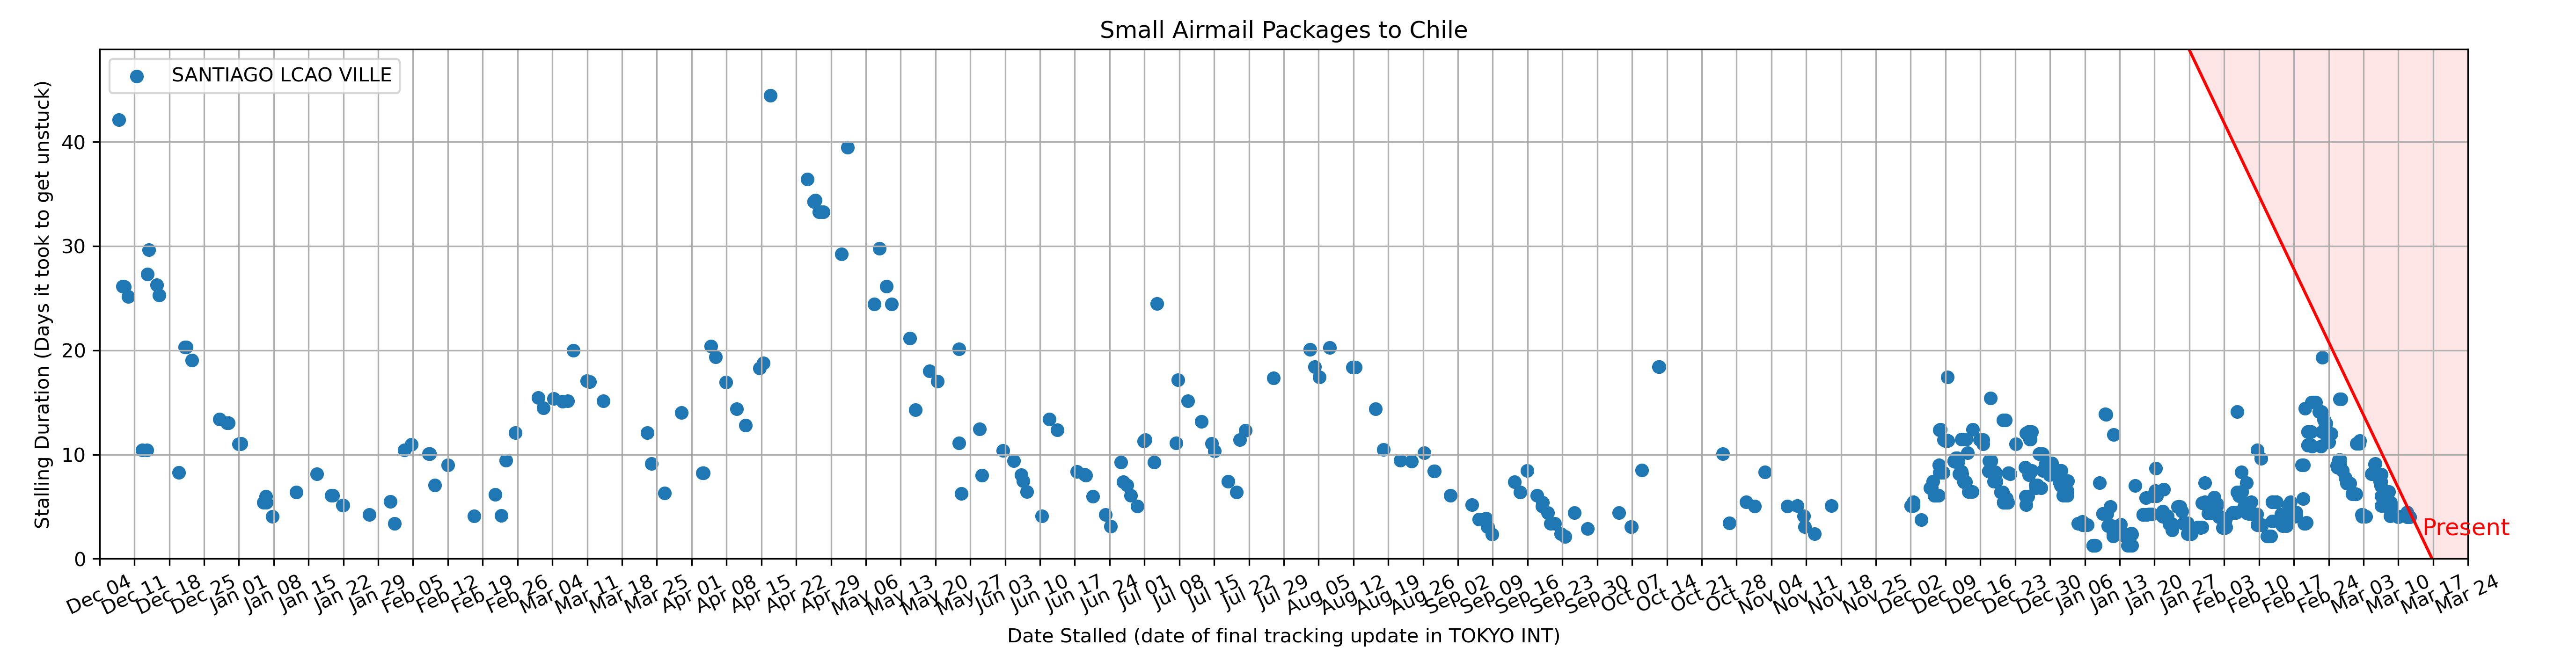 Small Airmail Packages to Chile
SANTIAGO LCAO VILLE
Stalling Duration (Days it took to get unstuck)
40
30
20
10
0
Present
Dec 04 Dec 11 Dec 18 Dec 25 Jan 01 Jan 08 Jan 15 Jan 22 Jan 29 Feb 05 Feb 12 Feb 19 Feb 26 Mar 04 Mar 11 Mar 18 Mar 25 Apr 01 Apr 08 Apr 15 Apr 22 Apr 29 May 06 May 13 May 20 May 27 Jun 03 Jun 10 Jun 17 Jun 24 Jul 01 Jul 08 Jul 15 Jul 22 Jul 29 Aug 05 Aug 12 Aug 19 Aug 26 Sep 02 Sep 09 Sep 16 Sep 23 Sep 30 Oct 07 Oct 14 Oct 21 Oct 28 Nov 04 Nov 11 Nov 18 Nov 25 Dec 02 Dec 09 Dec 16 Dec 23 Dec 30 Jan 06 Jan 13 Jan 20 Jan 27 Feb 03 Feb 10 Feb 17 Feb 24 Mar 03 Mar 10 Mar 17 Mar 24
Date Stalled (date of final tracking update in TOKYO INT)